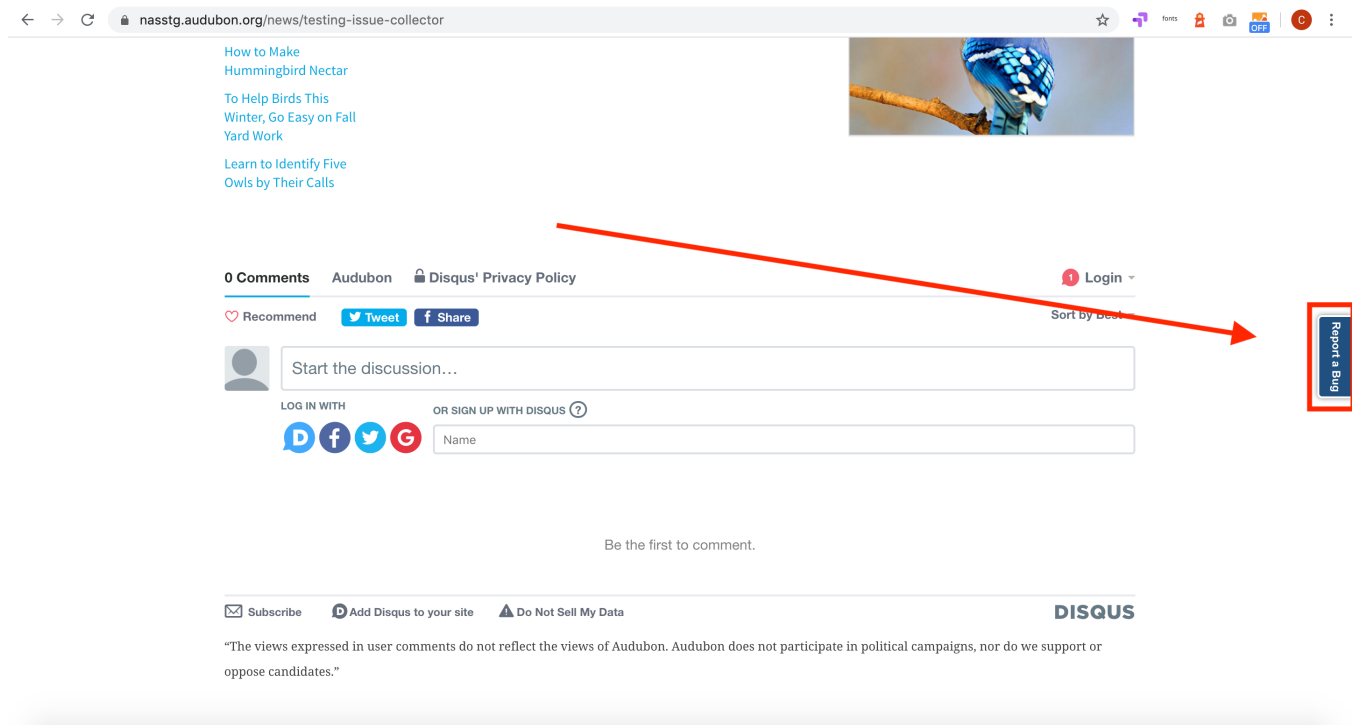 nasstg.audubon.org/news/testing-issue-collector
fonts
OFF
C
How to Make
Hummingbird Nectar
To Help Birds This
Winter, Go Easy on Fall
Yard Work
Learn to Identify Five
Owls by Their Calls
0 Comments Audubon Disqus' Privacy Policy 1 Login
Recommend Tweet f Share Sort by Best
Report a Bug
Start the discussion…
LOG IN WITH OR SIGN UP WITH DISQUS ?
D f G Name
Be the first to comment.
Subscribe D Add Disqus to your site Do Not Sell My Data DISQUS
“The views expressed in user comments do not reflect the views of Audubon. Audubon does not participate in political campaigns, nor do we support or
oppose candidates.”